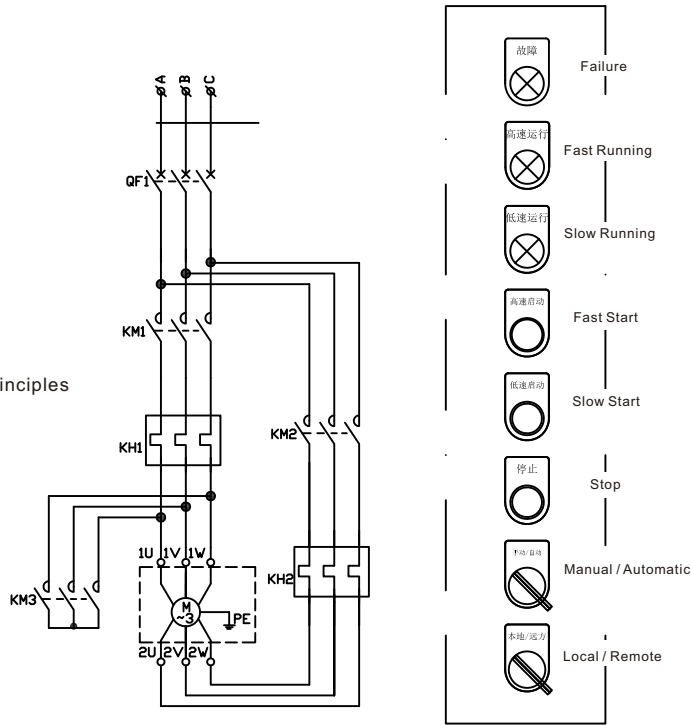 A
B
C
QF1
KM1
inciples
KH1
KM2
1U
1V
1W
KH2
KM3
M
~3
PE
2U
2V
2W
故障
Failure
高速运行
Fast Running
低速运行
Slow Running
高速启动
Fast Start
低速启动
Slow Start
停止
Stop
手动/自动
Manual / Automatic
本地/远方
Local / Remote